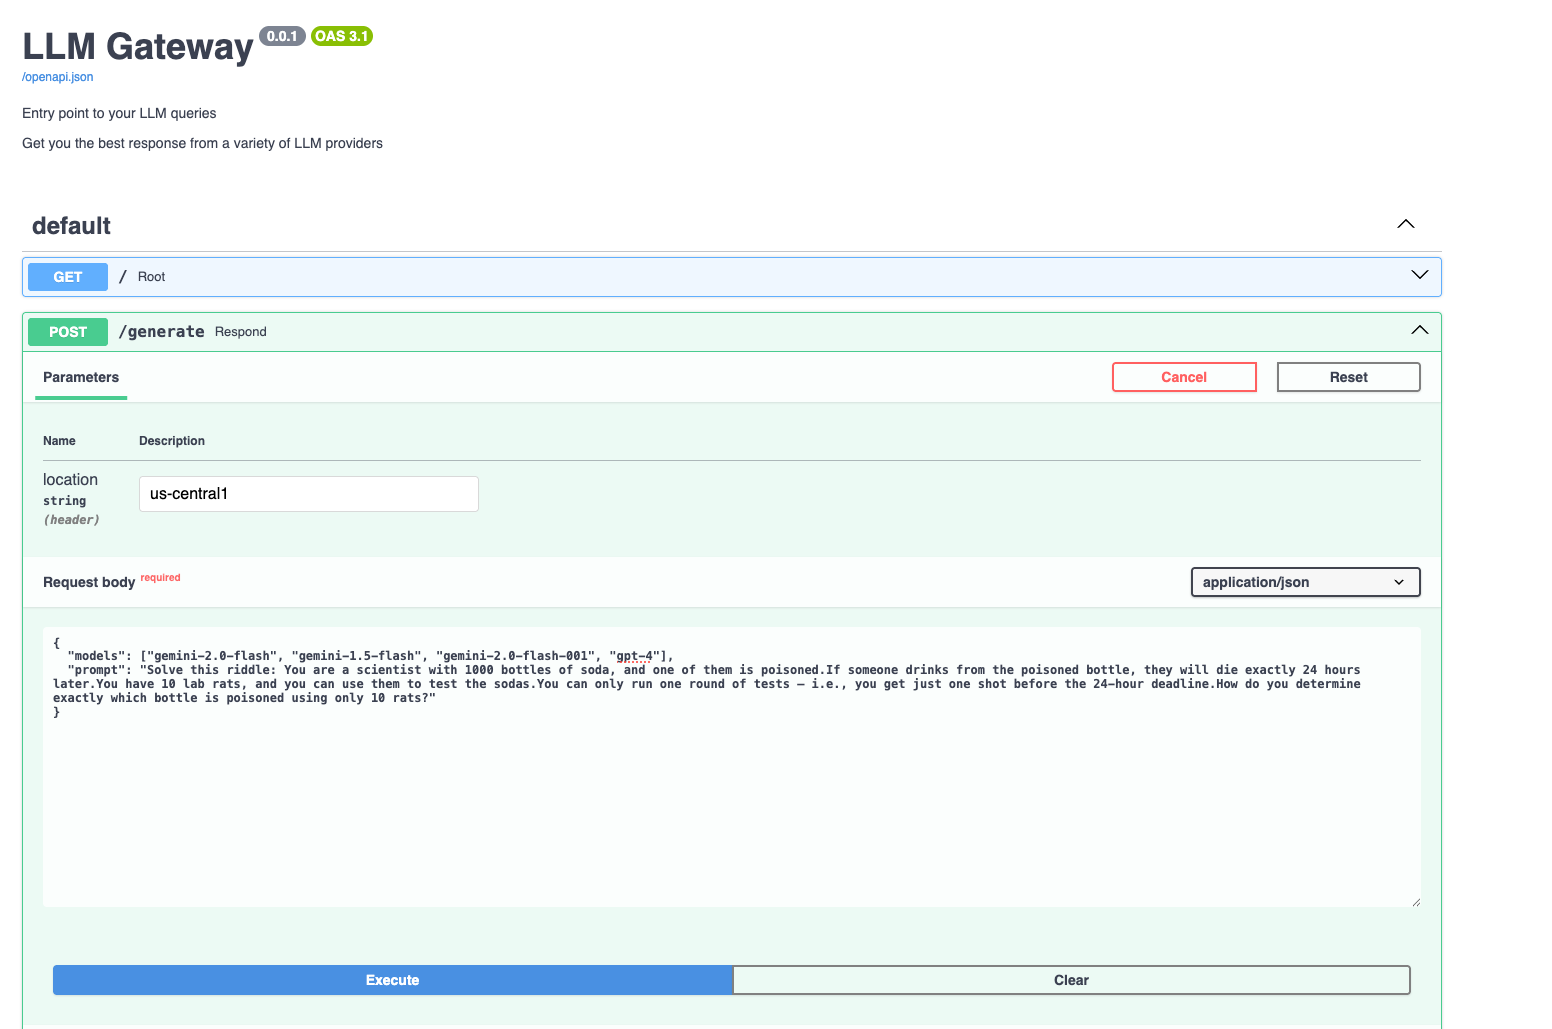 LLM Gateway 0.0.1 OAS 3.1
/openapi.json
Entry point to your LLM queries
Get you the best response from a variety of LLM providers
default
GET / Root
POST /generate Respond
Parameters Cancel Reset
Name Description
location
string
(header)
us-central1
Request body required application/json
{
"models": ["gemini-2.0-flash", "gemini-1.5-flash", "gemini-2.0-flash-001", "gpt-4"],
"prompt": "Solve this riddle: You are a scientist with 1000 bottles of soda, and one of them is poisoned.If someone drinks from the poisoned bottle, they will die exactly 24 hours
later.You have 10 lab rats, and you can use them to test the sodas.You can only run one round of tests — i.e., you get just one shot before the 24-hour deadline.How do you determine
exactly which bottle is poisoned using only 10 rats?"
}
Execute Clear